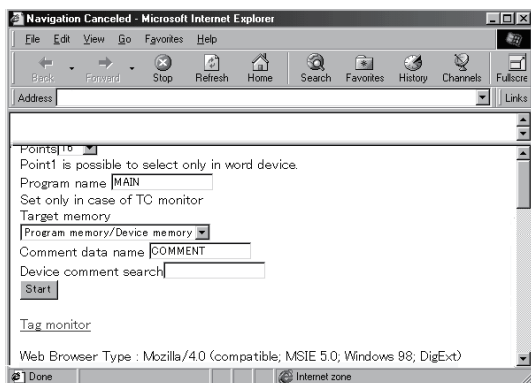 Navigation Canceled - Microsoft Internet Explorer
File Edit View Go Favorites Help
Back Forward Stop Refresh Home Search Favorites History Channels Fullscre
Address Links
Points 16
Point1 is possible to select only in word device.
Program name MAIN
Set only in case of TC monitor
Target memory
Program memory/Device memory
Comment data name COMMENT
Device comment search
Start
Tag monitor
Web Browser Type : Mozilla/4.0 (compatible; MSIE 5.0; Windows 98; DigExt)
Done Internet zone